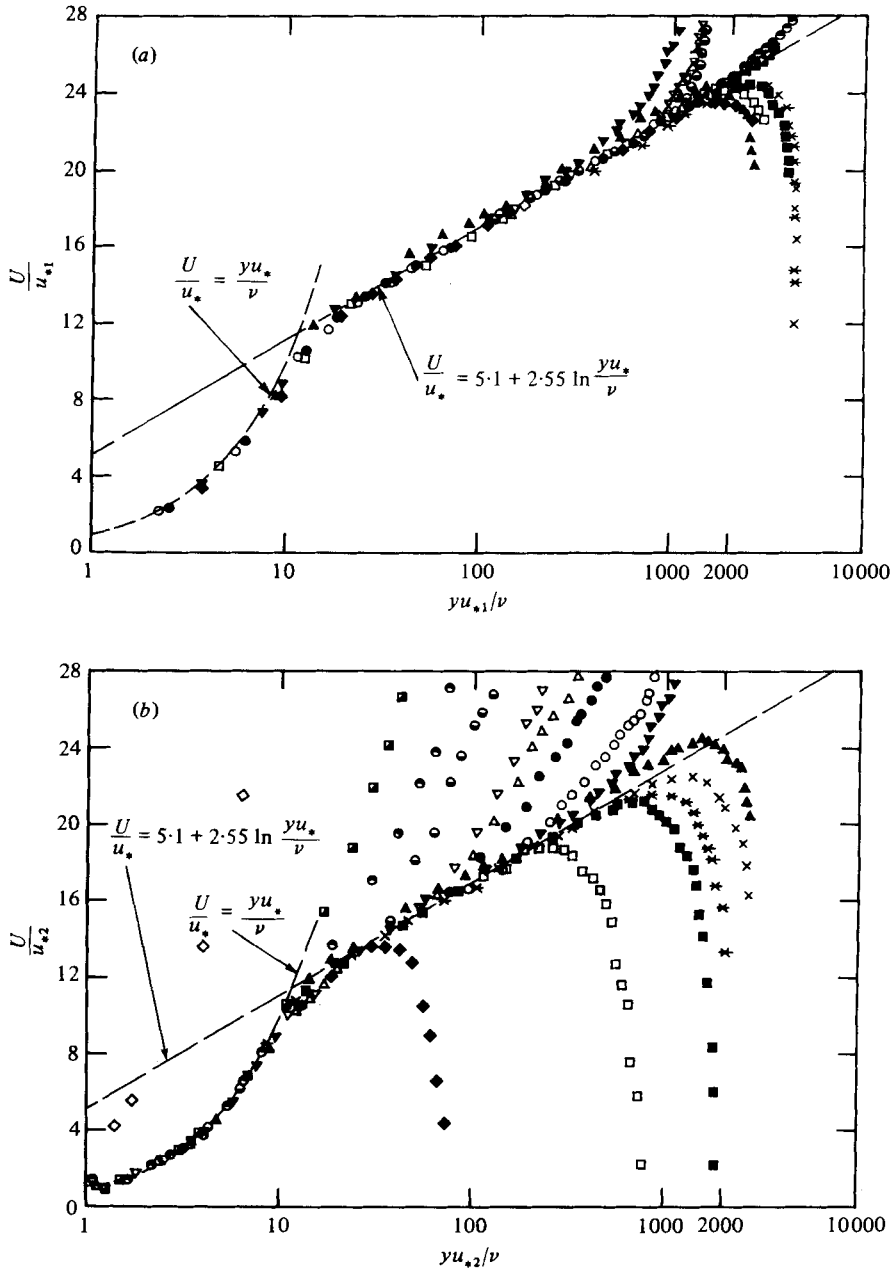 (a)
28
24
20
16
12
8
4
0
U
u*1
U/u* = yu*/ν
U/u* = 5·1 + 2·55 ln yu*/ν
1
10
100
1000
2000
10000
yu*1/ν
(b)
28
24
20
16
12
8
4
0
U
u*2
U/u* = 5·1 + 2·55 ln yu*/ν
U/u* = yu*/ν
1
10
100
1000
2000
10000
yu*2/ν